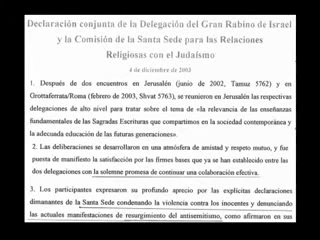 Declaración conjunta de la Delegación del Gran Rabino de Israel
y la Comisión de la Santa Sede para las Relaciones
Religiosas con el Judaísmo
4 de diciembre de 2003
1. Después de dos encuentros en Jerusalén (junio de 2002, Tamuz 5762) y en
Grottaferrata/Roma (febrero de 2003, Shvat 5763), se reunieron en Jerusalén las respectivas
delegaciones de alto nivel para tratar sobre el tema de «la relevancia de las enseñanzas
fundamentales de las Sagradas Escrituras que compartimos en la sociedad contemporánea y
la adecuada educación de las futuras generaciones».
2. Las deliberaciones se desarrollaron en una atmósfera de amistad y respeto mutuo, y fue
puesta de manifiesto la satisfacción por las firmes bases que ya se han establecido entre las
dos delegaciones con la solemne promesa de continuar una colaboración efectiva.
3. Los participantes expresaron su profundo aprecio por las explícitas declaraciones
dimanantes de la Santa Sede condenando la violencia contra los inocentes y denunciando
las actuales manifestaciones de resurgimiento del antisemitismo, como afirmaron en sus